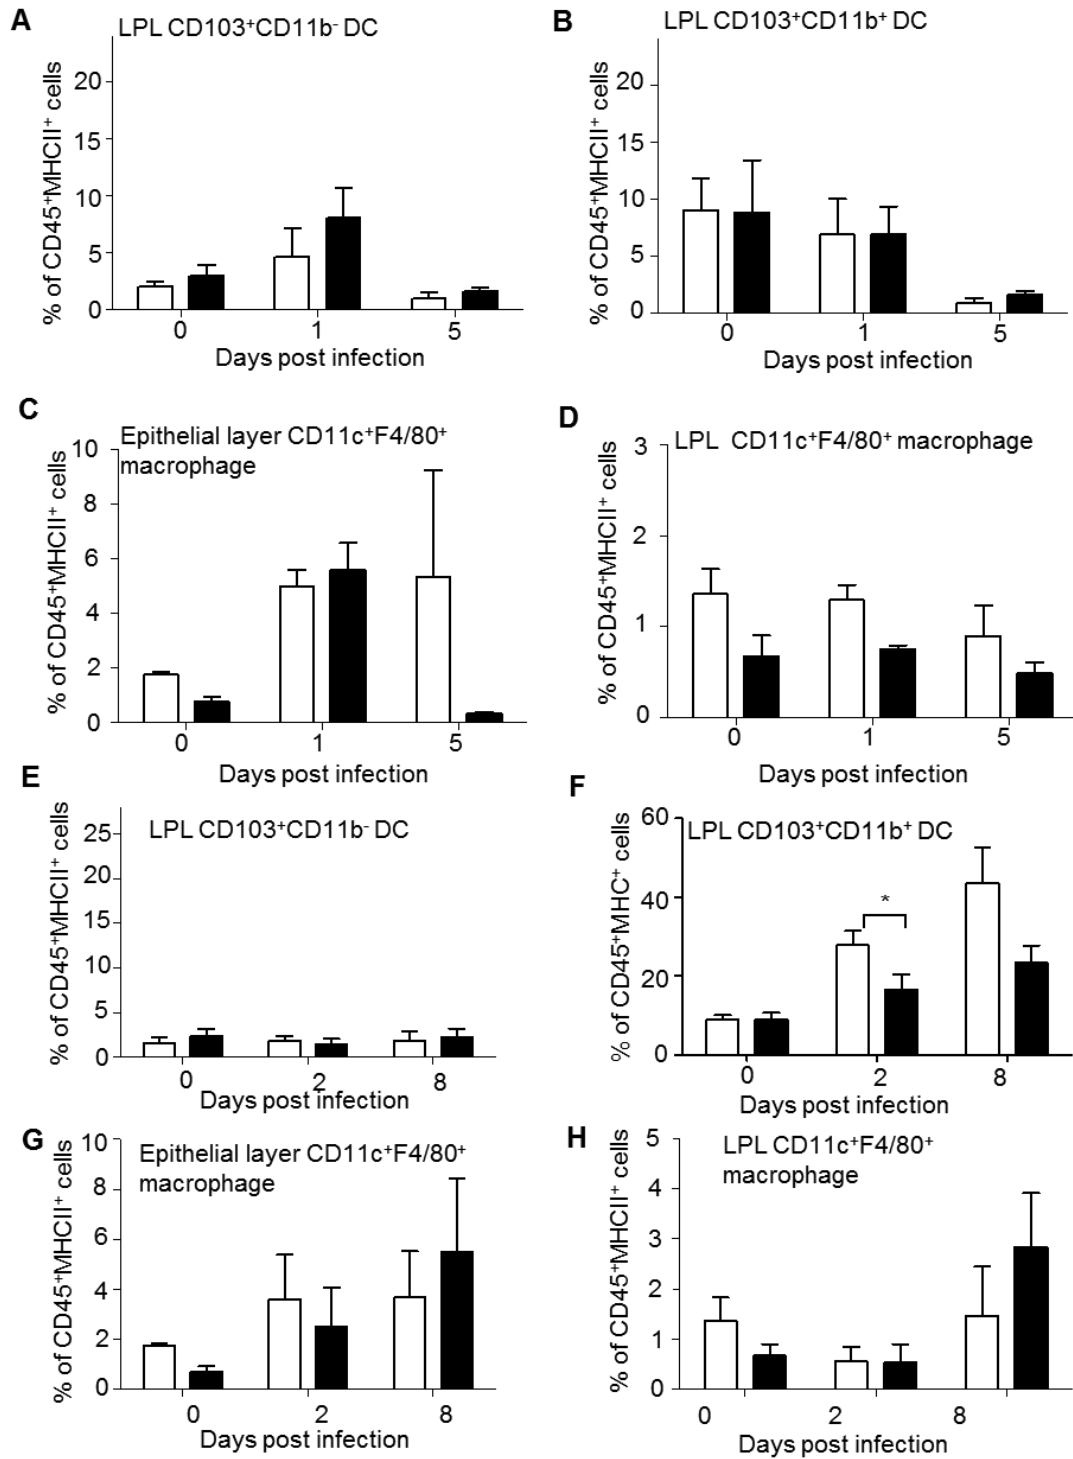 A
LPL CD103⁺CD11b⁻ DC
% of CD45⁺MHCII⁺ cells
20
15
10
5
0
0 1 5
Days post infection
B
LPL CD103⁺CD11b⁺ DC
% of CD45⁺MHCII⁺ cells
20
15
10
5
0
0 1 5
Days post infection
C
Epithelial layer CD11c⁺F4/80⁺
macrophage
% of CD45⁺MHCII⁺ cells
10
8
6
4
2
0
0 1 5
Days post infection
D
LPL CD11c⁺F4/80⁺ macrophage
% of CD45⁺MHCII⁺ cells
3
2
1
0
0 1 5
Days post infection
E
LPL CD103⁺CD11b⁻ DC
% of CD45⁺MHCII⁺ cells
25
20
15
10
5
0
0 2 8
Days post infection
F
LPL CD103⁺CD11b⁺ DC
% of CD45⁺MHC⁺ cells
60
40
20
0
*
0 2 8
Days post infection
G
Epithelial layer CD11c⁺F4/80⁺
macrophage
% of CD45⁺MHCII⁺ cells
10
8
6
4
2
0
0 2 8
Days post infection
H
LPL CD11c⁺F4/80⁺
macrophage
% of CD45⁺MHCII⁺ cells
5
4
3
2
1
0
0 2 8
Days post infection